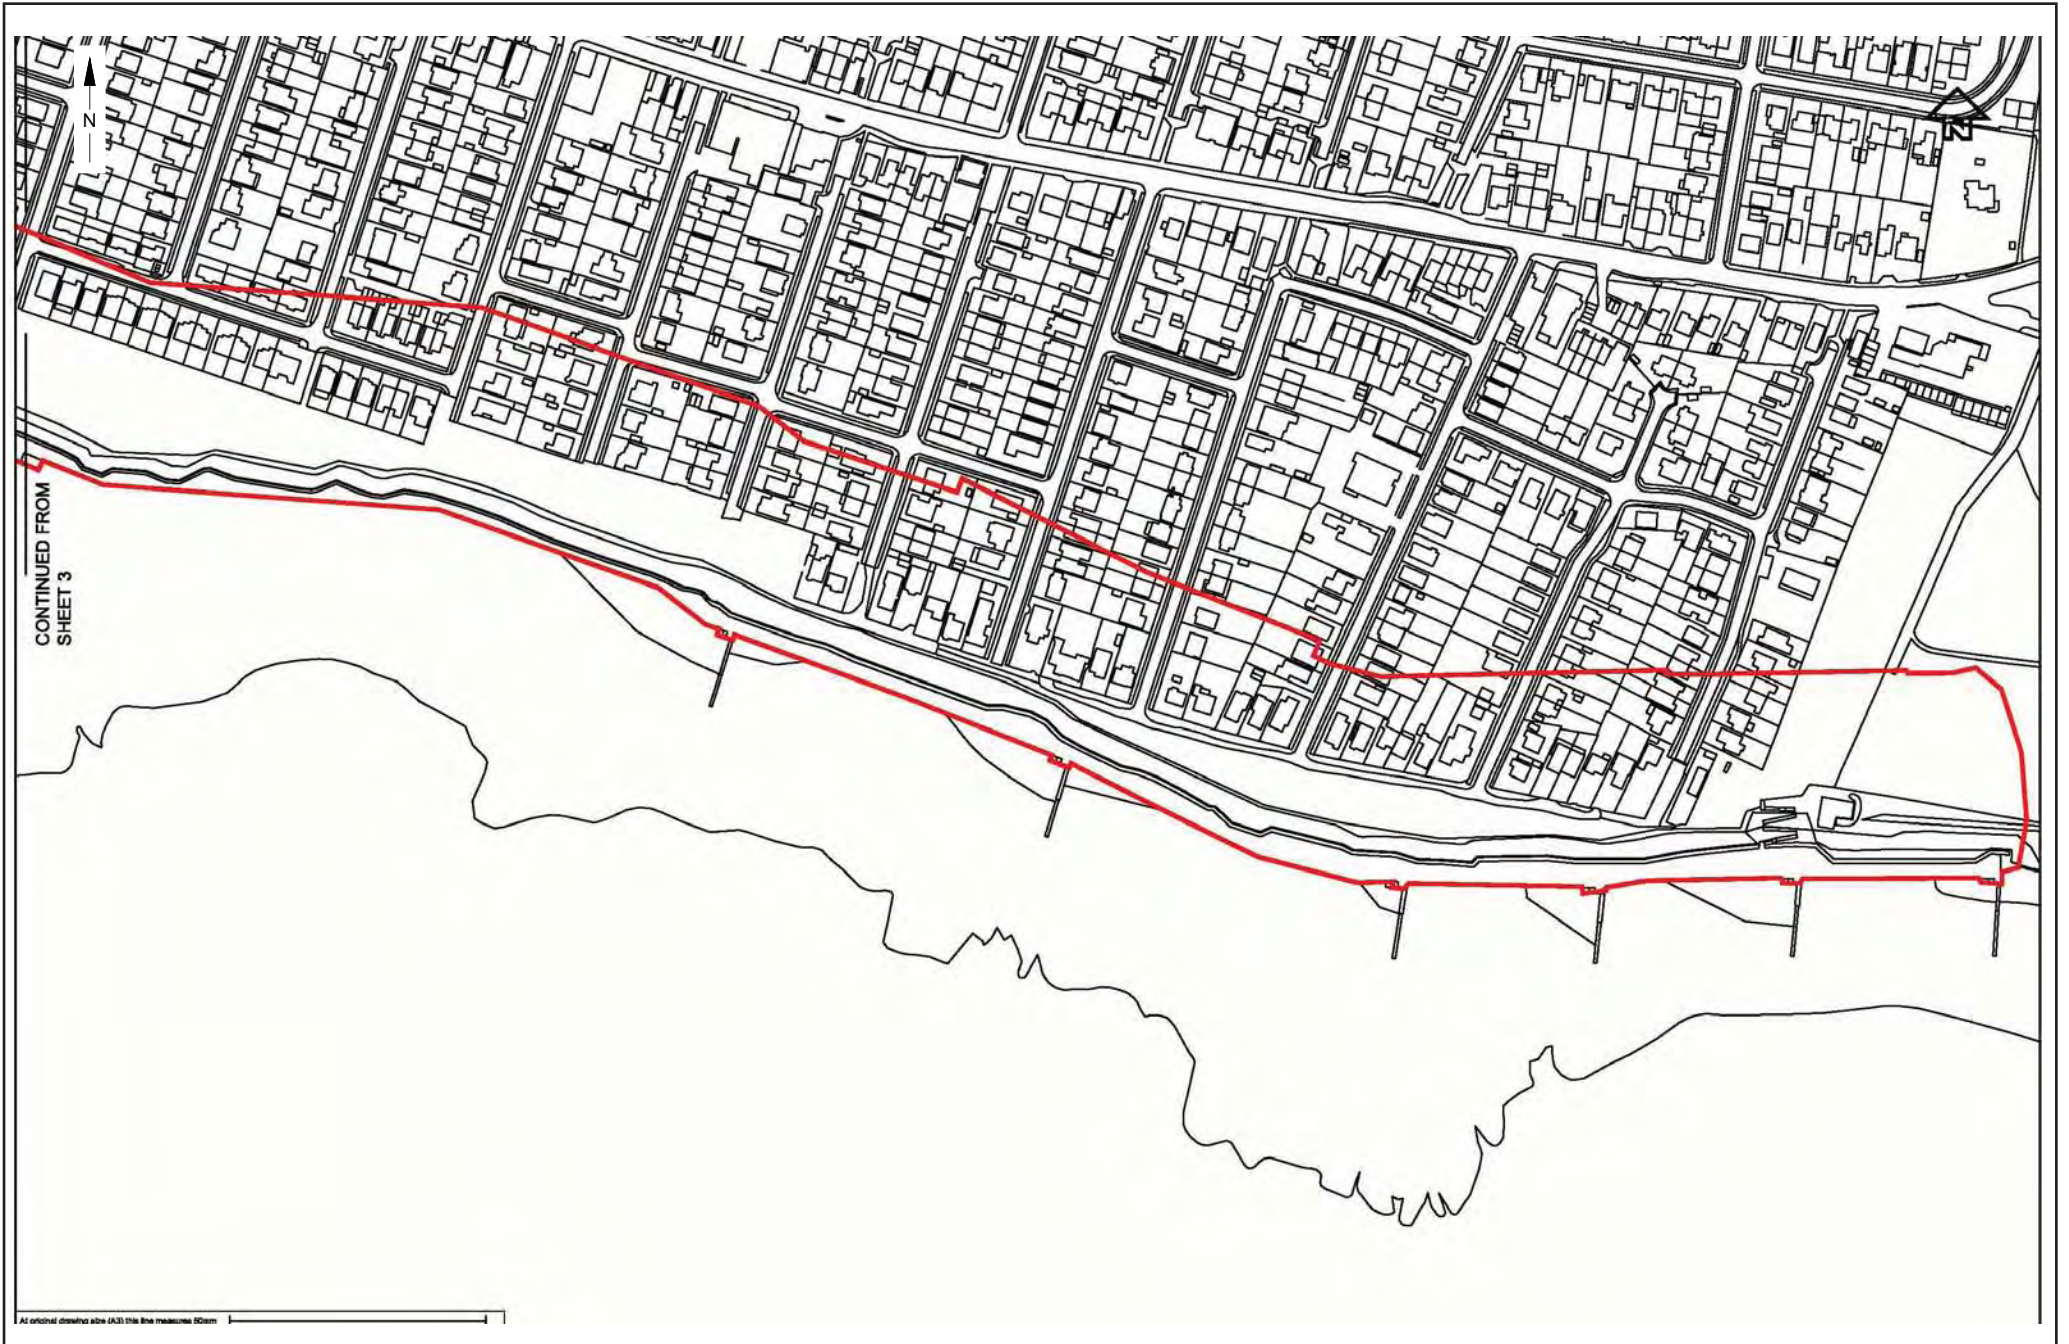 N
N
CONTINUED FROM
SHEET 3
At original drawing size (A3) this line measures 50mm